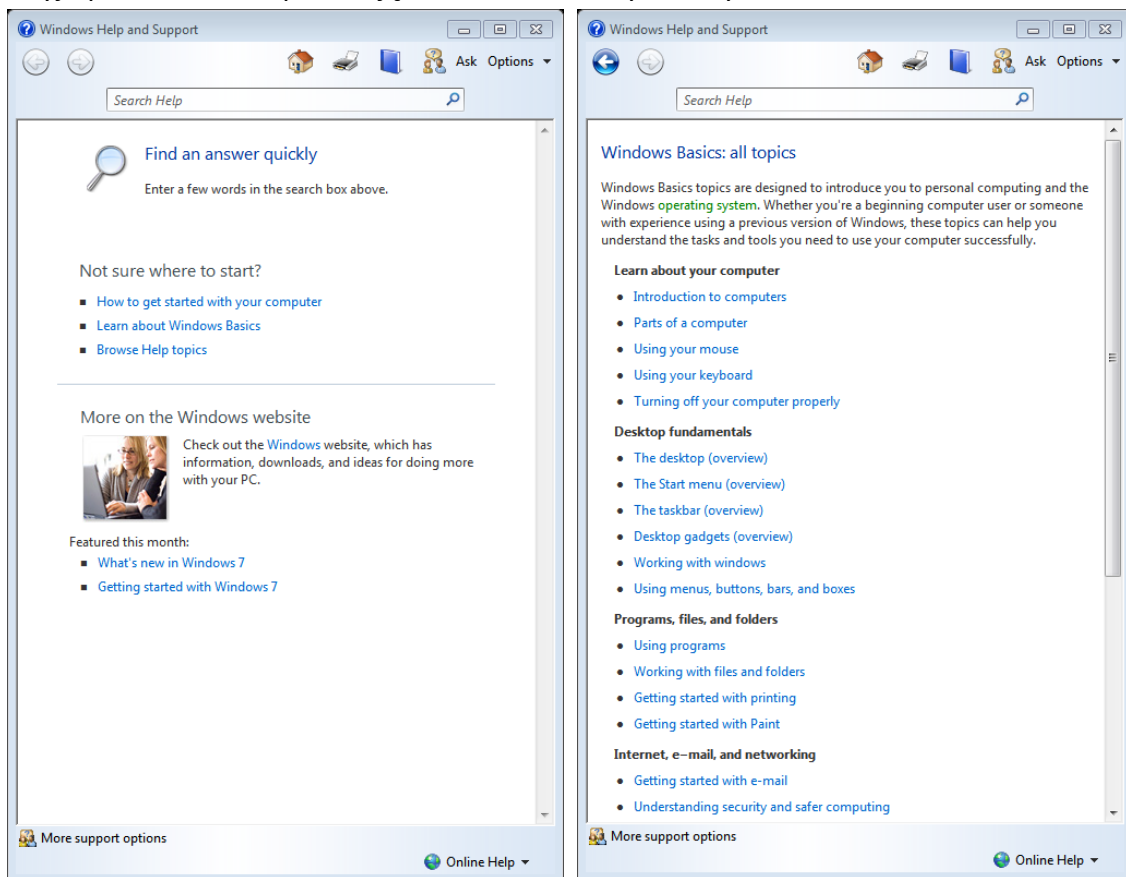 Windows Help and Support
Ask Options
Search Help
Find an answer quickly
Enter a few words in the search box above.
Not sure where to start?
How to get started with your computer
Learn about Windows Basics
Browse Help topics
More on the Windows website
Check out the Windows website, which has
information, downloads, and ideas for doing more
with your PC.
Featured this month:
What's new in Windows 7
Getting started with Windows 7
More support options
Online Help
Windows Help and Support
Ask Options
Search Help
Windows Basics: all topics
Windows Basics topics are designed to introduce you to personal computing and the
Windows operating system. Whether you're a beginning computer user or someone
with experience using a previous version of Windows, these topics can help you
understand the tasks and tools you need to use your computer successfully.
Learn about your computer
Introduction to computers
Parts of a computer
Using your mouse
Using your keyboard
Turning off your computer properly
Desktop fundamentals
The desktop (overview)
The Start menu (overview)
The taskbar (overview)
Desktop gadgets (overview)
Working with windows
Using menus, buttons, bars, and boxes
Programs, files, and folders
Using programs
Working with files and folders
Getting started with printing
Getting started with Paint
Internet, e–mail, and networking
Getting started with e-mail
Understanding security and safer computing
More support options
Online Help